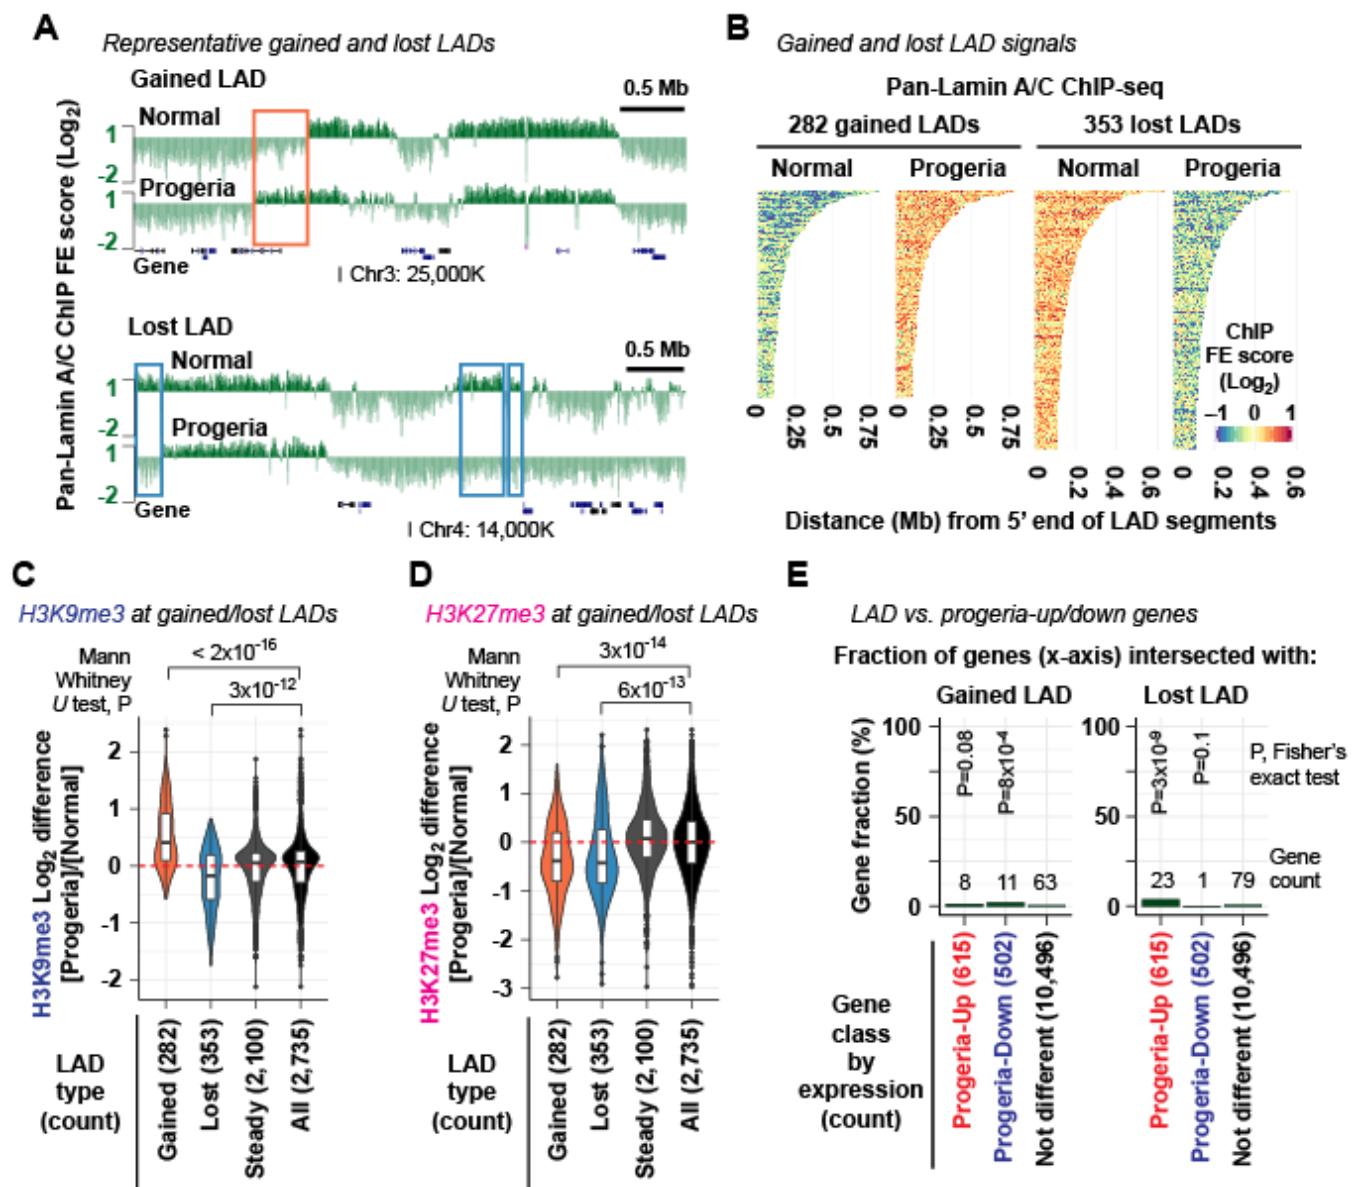 A
Representative gained and lost LADs
Gained LAD
0.5 Mb
Normal
1
-2
Progeria
1
-2
Gene
Chr3: 25,000K
Lost LAD
Normal
0.5 Mb
1
-2
Progeria
1
-2
Gene
Chr4: 14,000K
Pan-Lamin A/C ChIP FE score (Log2)
B
Gained and lost LAD signals
Pan-Lamin A/C ChIP-seq
282 gained LADs 353 lost LADs
Normal Progeria Normal Progeria
ChIP
FE score
(Log2)
–1 0 1
0 0.25 0.5 0.75
0 0.25 0.5 0.75
0 0.2 0.4 0.6
0 0.2 0.4 0.6
Distance (Mb) from 5' end of LAD segments
C
H3K9me3 at gained/lost LADs
Mann
Whitney
U test, P
< 2x10-16
3x10-12
H3K9me3 Log2 difference
[Progeria]/[Normal]
2
1
0
-1
-2
LAD
type
(count)
Gained (282)
Lost (353)
Steady (2,100)
All (2,735)
D
H3K27me3 at gained/lost LADs
Mann
Whitney
U test, P
3x10-14
6x10-13
H3K27me3 Log2 difference
[Progeria]/[Normal]
2
1
0
-1
-2
-3
LAD
type
(count)
Gained (282)
Lost (353)
Steady (2,100)
All (2,735)
E
LAD vs. progeria-up/down genes
Fraction of genes (x-axis) intersected with:
Gained LAD Lost LAD
Gene fraction (%)
100
50
0
P=0.08
P=8x10-4
8 11 63
100
50
0
P=3x10-9
P=0.1
P, Fisher's
exact test
23 1 79
Gene
count
Gene
class
by
expression
(count)
Progeria-Up (615)
Progeria-Down (502)
Not different (10,496)
Progeria-Up (615)
Progeria-Down (502)
Not different (10,496)